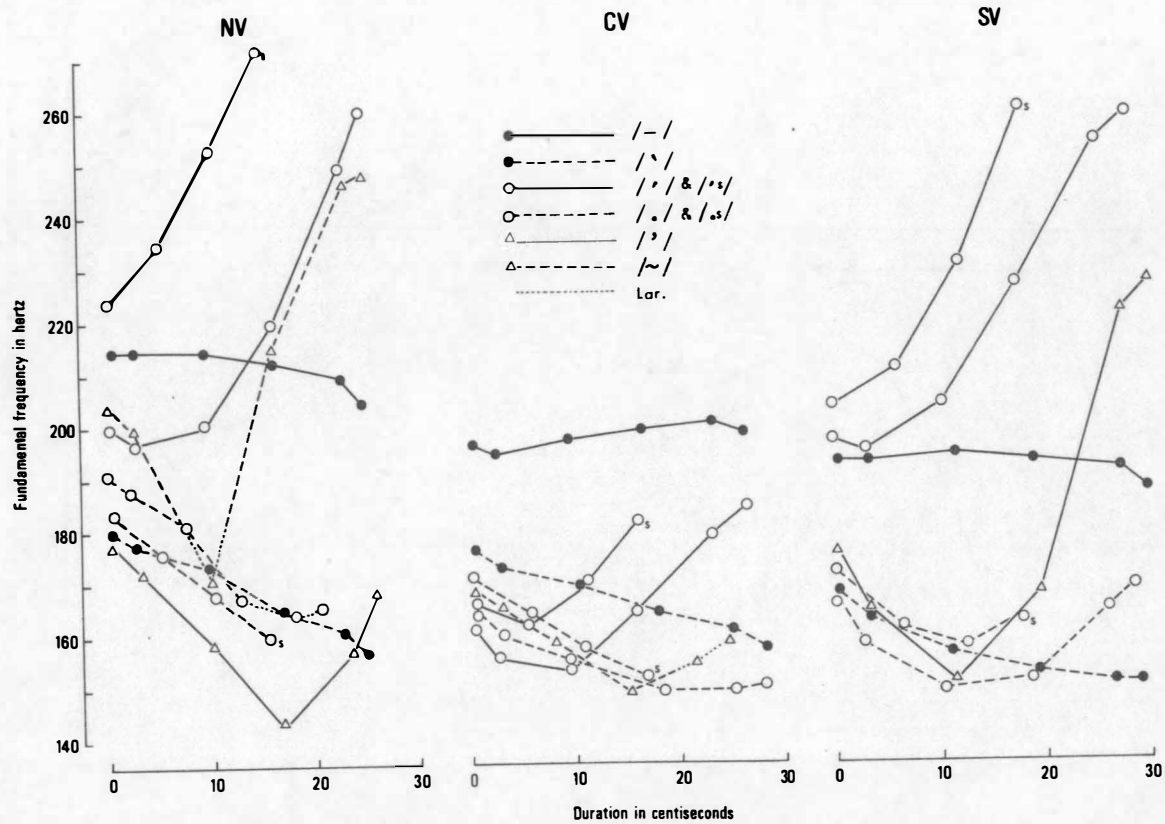 NV
CV
SV
Fundamental frequency in hertz
260
240
220
200
180
160
140
/–/
/`/
/ˊ/ & /ˊs/
/./ & /.s/
/ʾ/
/~/
Lar.
s
s
s
s
s
s
0 10 20 30
0 10 20 30
0 10 20 30
Duration in centiseconds